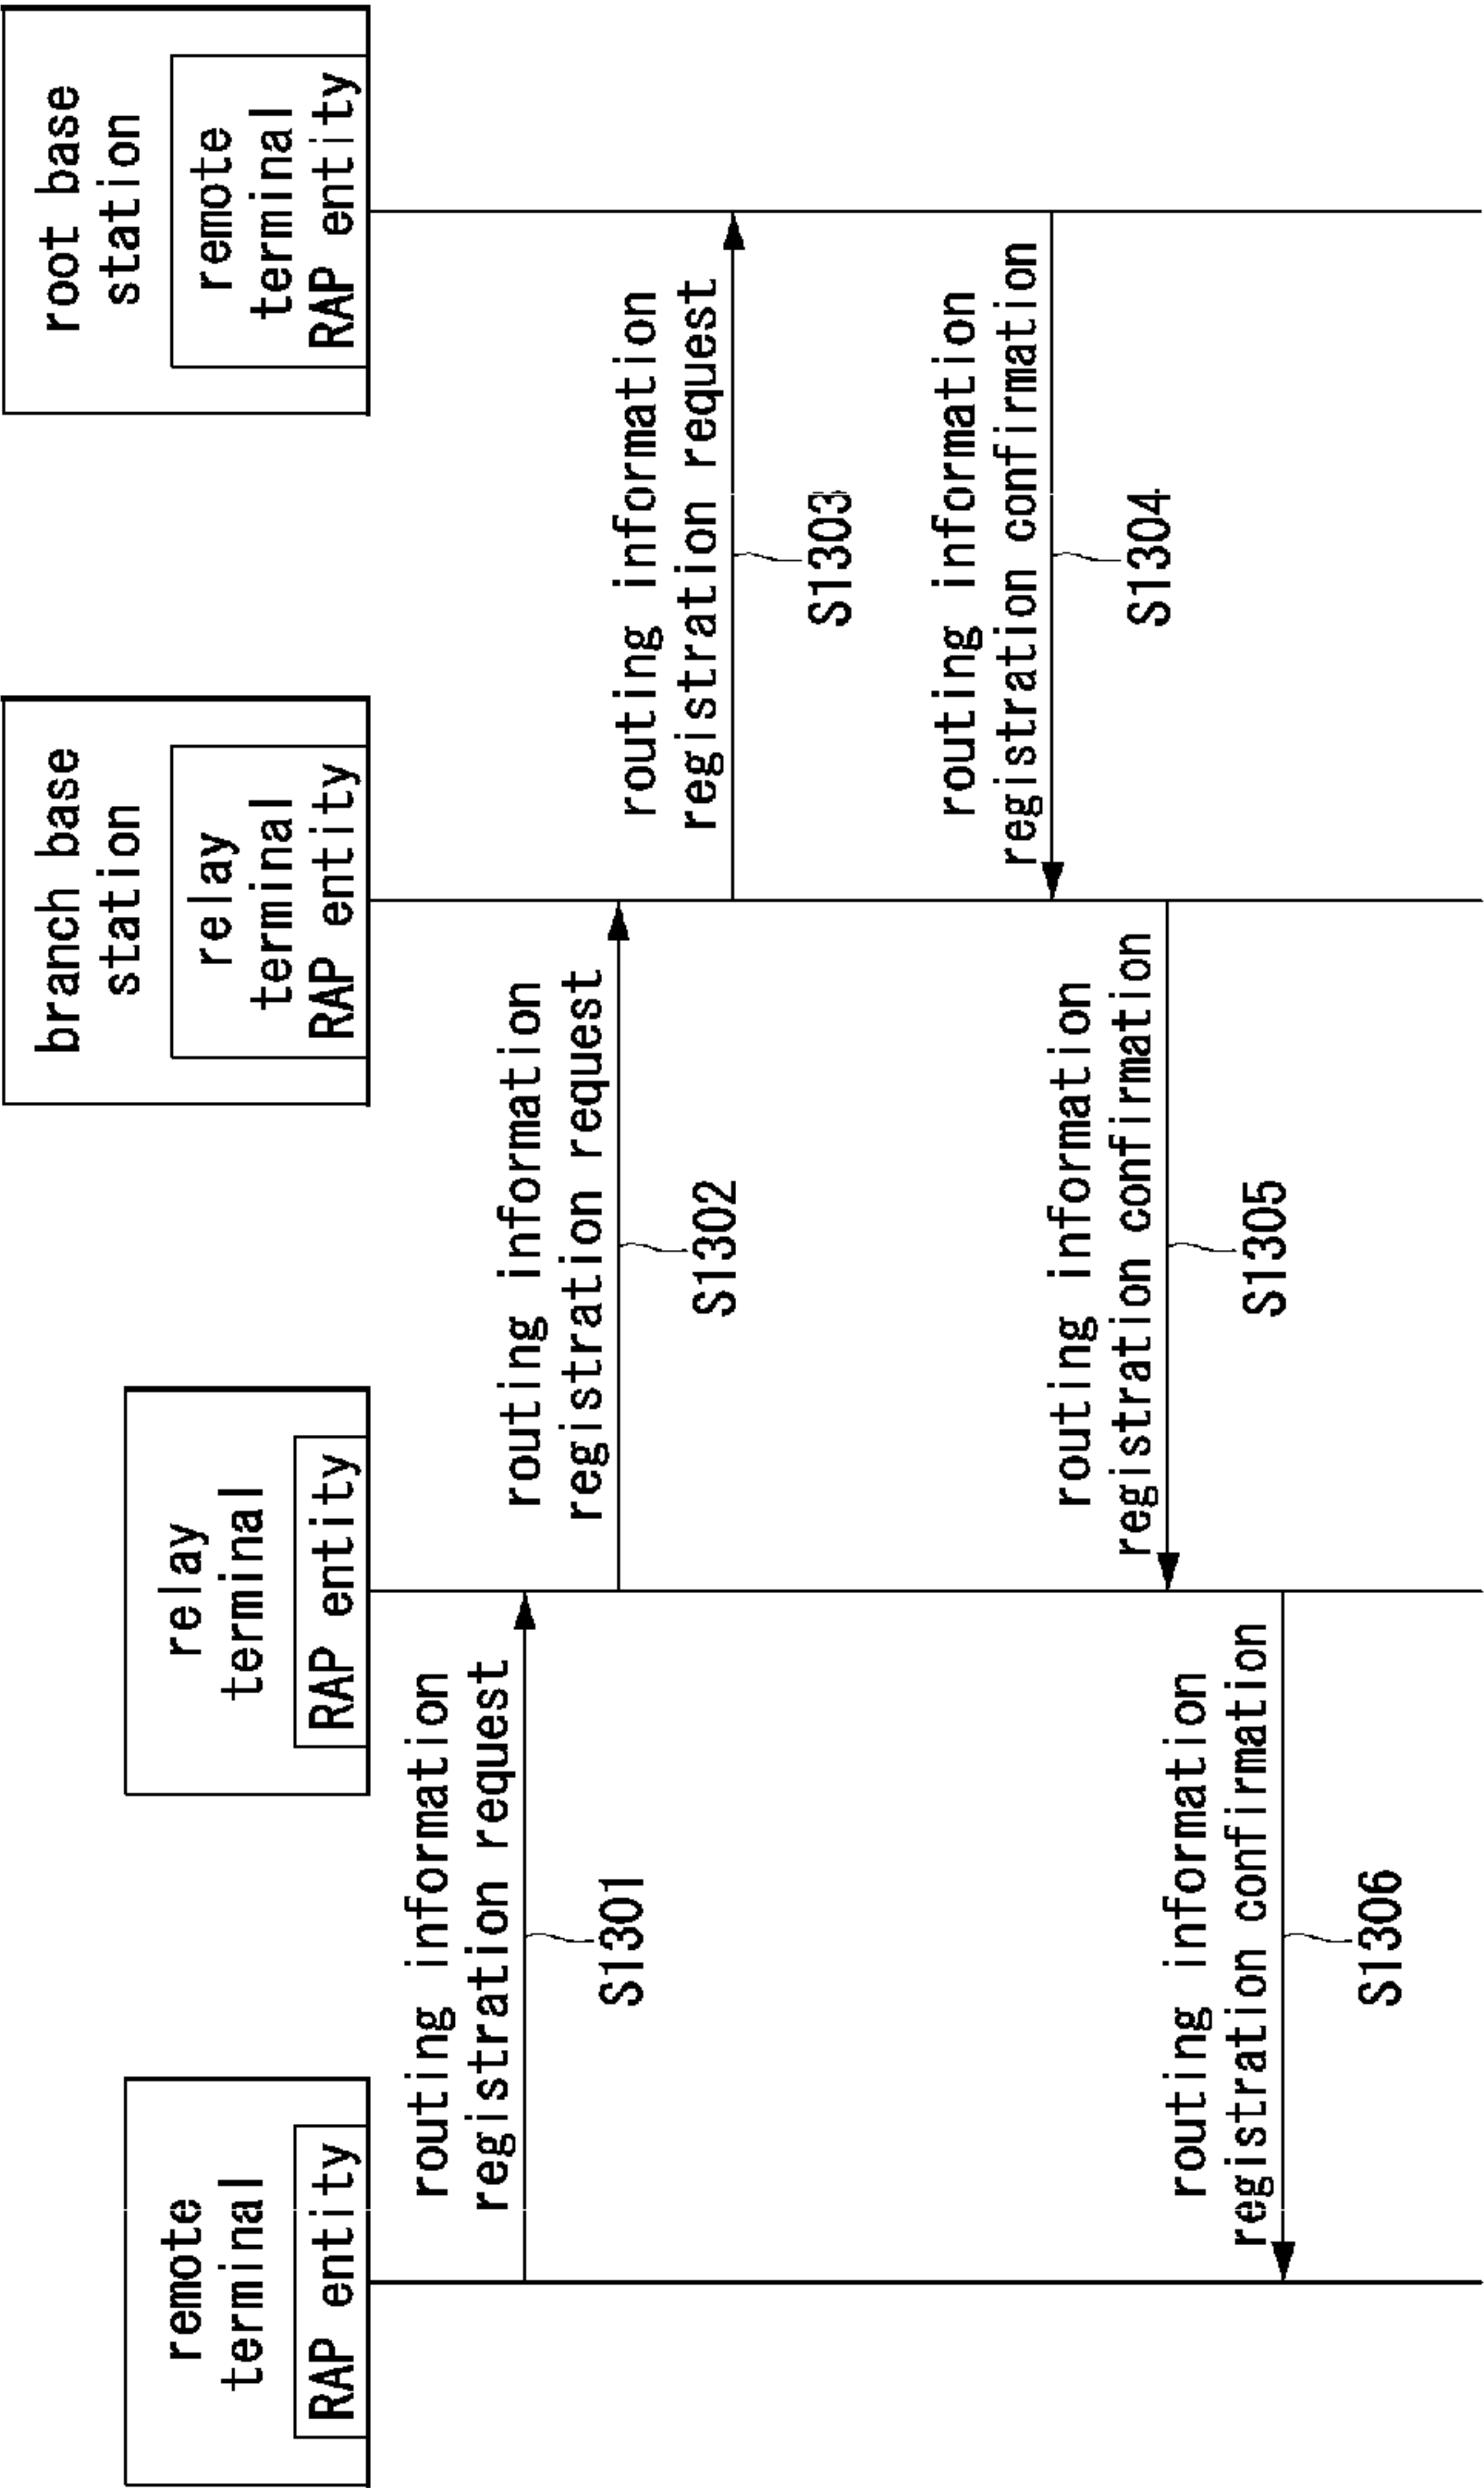 remote
terminal
RAP entity
relay
terminal
RAP entity
branch base
station
relay
terminal
RAP entity
root base
station
remote
terminal
RAP entity
routing information
registration request
S1301
routing information
registration request
S1302
routing information
registration request
S1303
routing information
registration confirmation
S1304
routing information
registration confirmation
S1305
routing information
registration confirmation
S1306